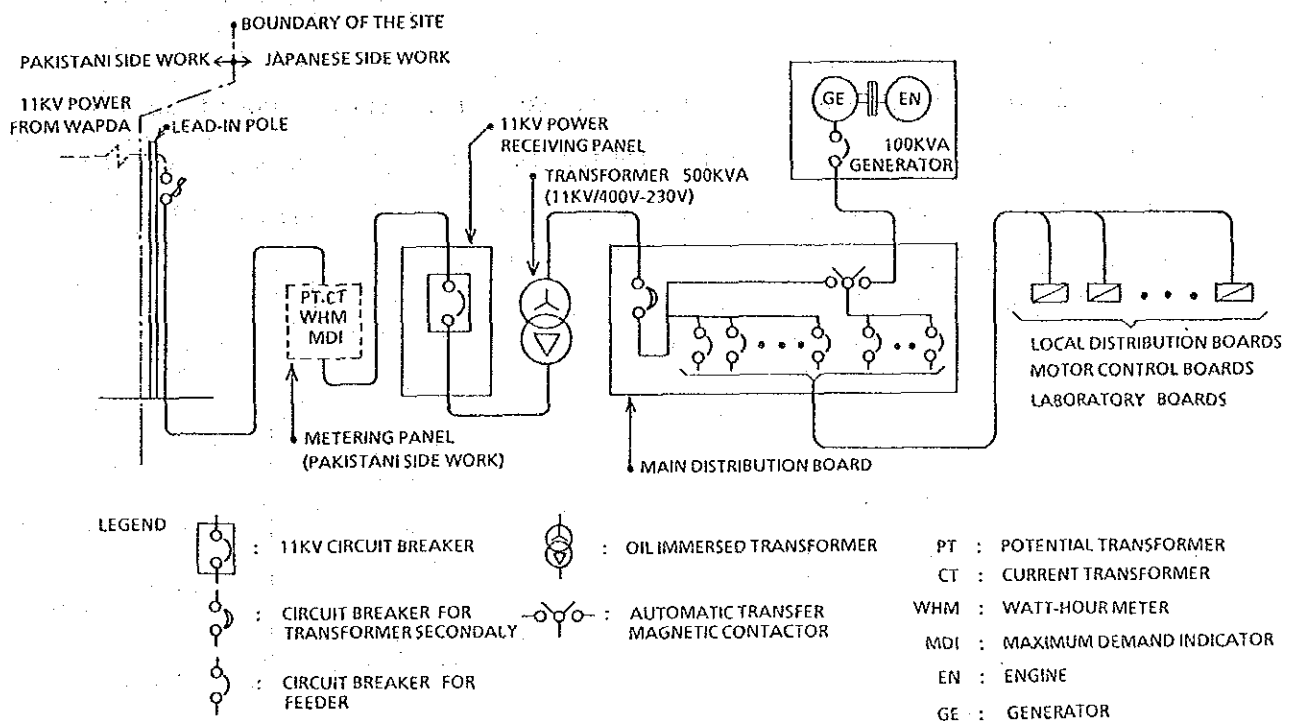 BOUNDARY OF THE SITE
PAKISTANI SIDE WORK
JAPANESE SIDE WORK
11KV POWER
FROM WAPDA
LEAD-IN POLE
11KV POWER
RECEIVING PANEL
TRANSFORMER 500KVA
(11KV/400V-230V)
GE
EN
100KVA
GENERATOR
PT.CT
WHM
MDI
METERING PANEL
(PAKISTANI SIDE WORK)
MAIN DISTRIBUTION BOARD
LOCAL DISTRIBUTION BOARDS
MOTOR CONTROL BOARDS
LABORATORY BOARDS
LEGEND
: 11KV CIRCUIT BREAKER
: CIRCUIT BREAKER FOR
TRANSFORMER SECONDALY
: CIRCUIT BREAKER FOR
FEEDER
: OIL IMMERSED TRANSFORMER
: AUTOMATIC TRANSFER
MAGNETIC CONTACTOR
PT : POTENTIAL TRANSFORMER
CT : CURRENT TRANSFORMER
WHM : WATT-HOUR METER
MDI : MAXIMUM DEMAND INDICATOR
EN : ENGINE
GE : GENERATOR